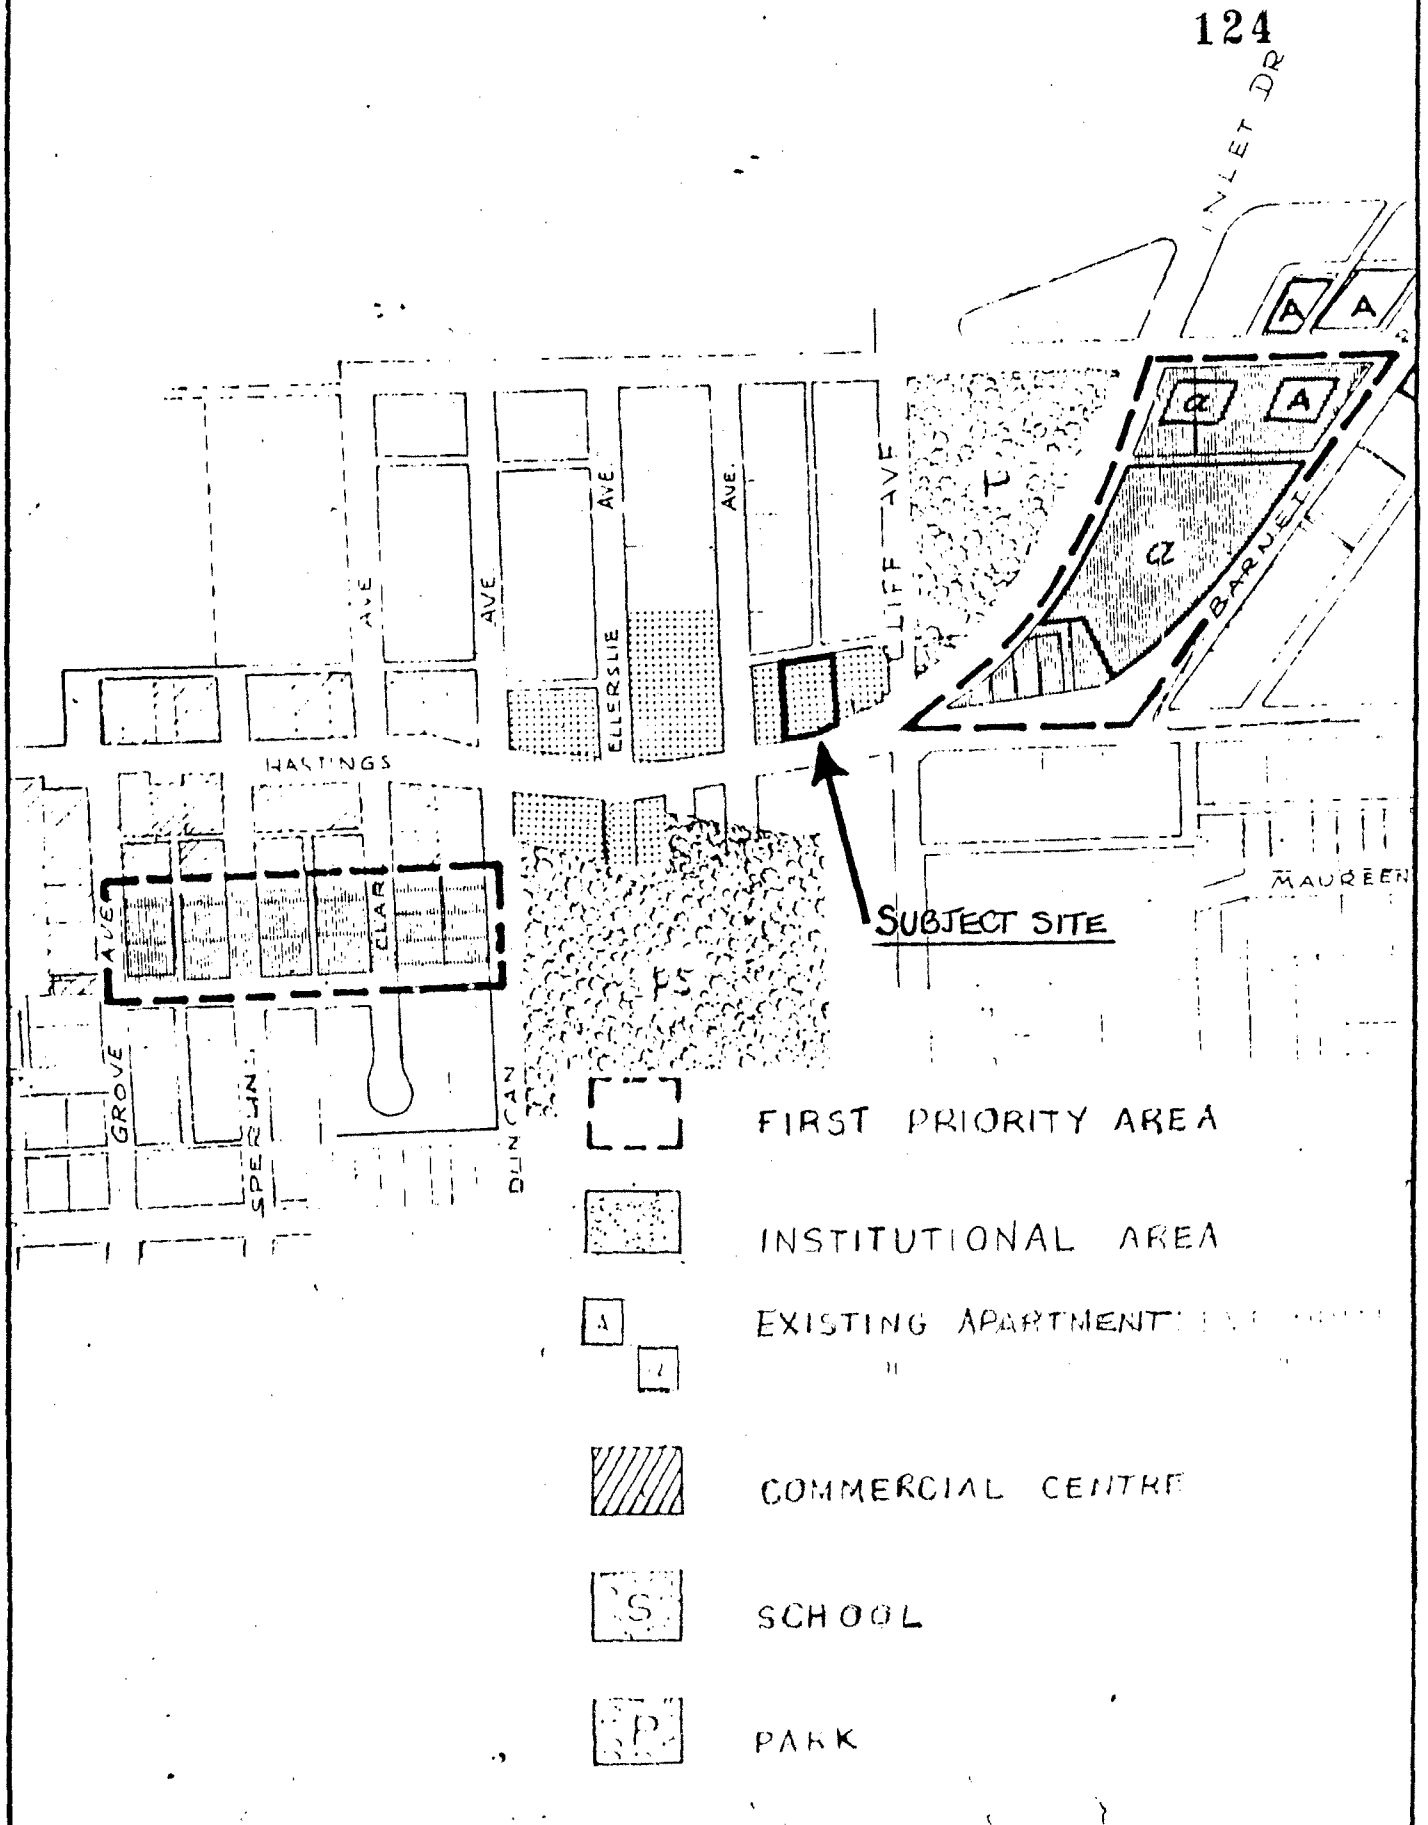 124
INLET DR
A
A
a
A
P
a
AVE
AVE
ELLERSLIE AVE.
AVE.
CLIFF AVE
BARNET
HASTINGS
MAUREEN
SUBJECT SITE
CLAR
AVE
GROVE
DUNCAN
FIRST PRIORITY AREA
INSTITUTIONAL AREA
A
EXISTING APARTMENT
"
COMMERCIAL CENTRE
S
SCHOOL
P
PARK